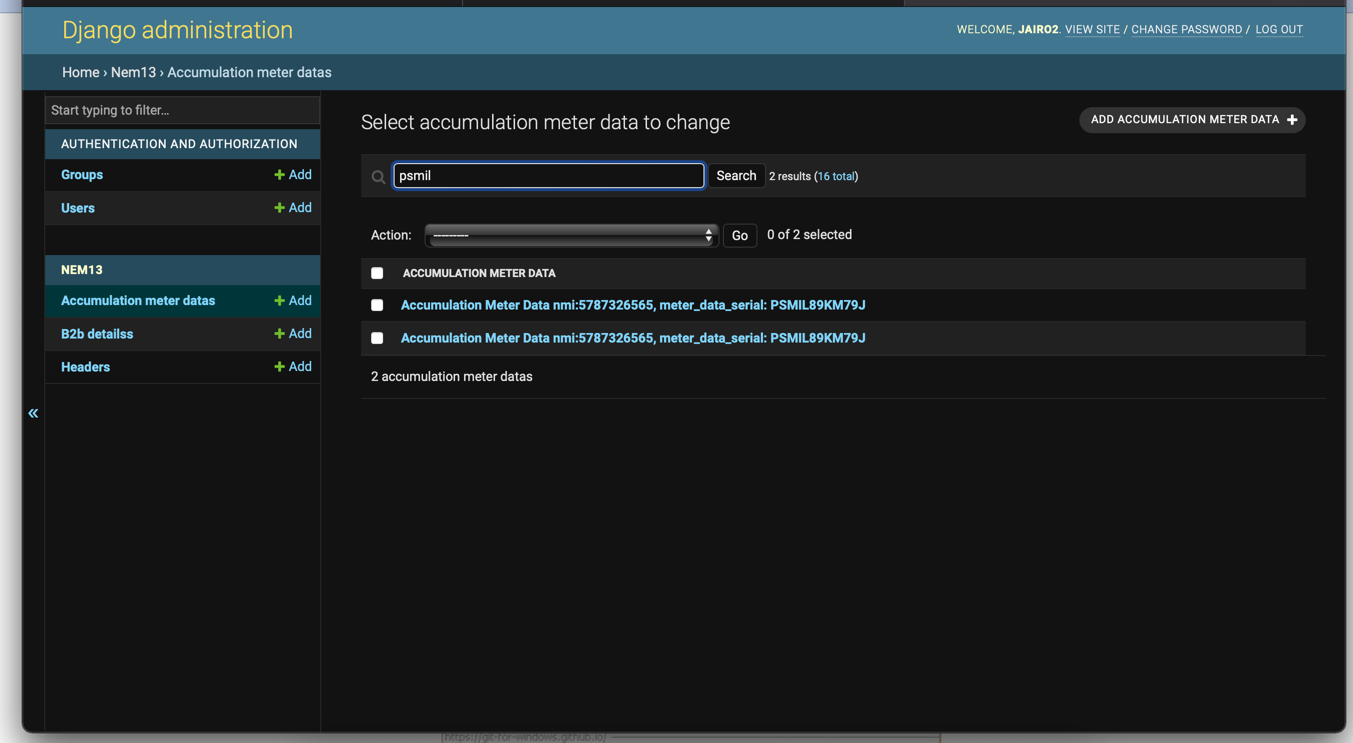 Django administration
WELCOME, JAIRO2. VIEW SITE / CHANGE PASSWORD / LOG OUT
Home › Nem13 › Accumulation meter datas
Start typing to filter...
AUTHENTICATION AND AUTHORIZATION
Groups + Add
Users + Add
NEM13
Accumulation meter datas + Add
B2b detailss + Add
Headers + Add
«
Select accumulation meter data to change
ADD ACCUMULATION METER DATA +
psmil Search 2 results (16 total)
Action: --------- Go 0 of 2 selected
ACCUMULATION METER DATA
Accumulation Meter Data nmi:5787326565, meter_data_serial: PSMIL89KM79J
Accumulation Meter Data nmi:5787326565, meter_data_serial: PSMIL89KM79J
2 accumulation meter datas
(https://git-for-windows.github.io)